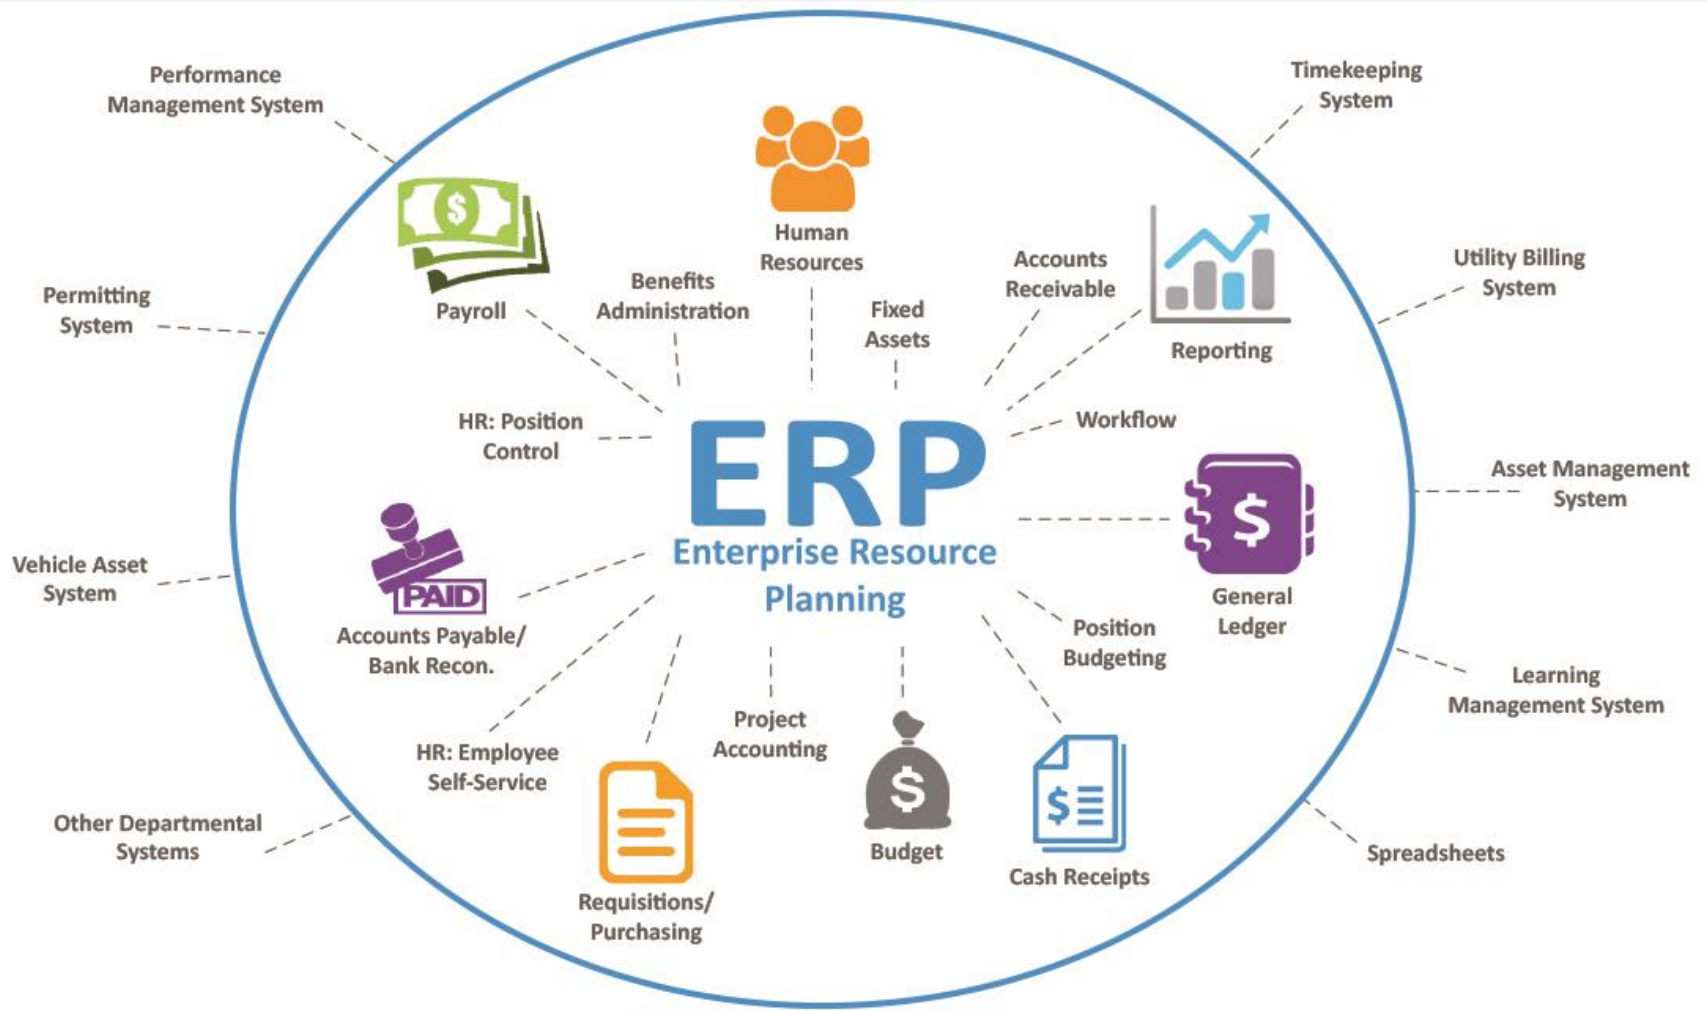 Performance
Management System
Timekeeping
System
Human
Resources
Utility Billing
System
Accounts
Receivable
Benefits
Administration
Permitting
System
Payroll
Fixed
Assets
Reporting
HR: Position
Control
Workflow
ERP
Enterprise Resource
Planning
$
$
Asset Management
System
Vehicle Asset
System
PAID
General
Ledger
Accounts Payable/
Bank Recon.
Position
Budgeting
Learning
Management System
Project
Accounting
HR: Employee
Self-Service
$
$
Other Departmental
Systems
Budget
Spreadsheets
Cash Receipts
Requisitions/
Purchasing